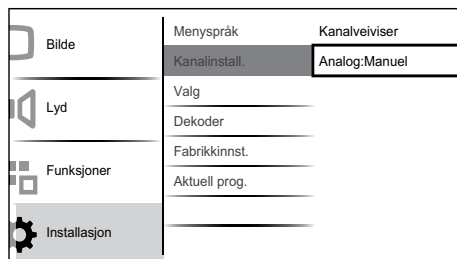 Bilde
Lyd
Funksjoner
Installasjon
Menyspråk
Kanalinstall.
Valg
Dekoder
Fabrikkinnst.
Aktuell prog.
Kanalveiviser
Analog:Manuel